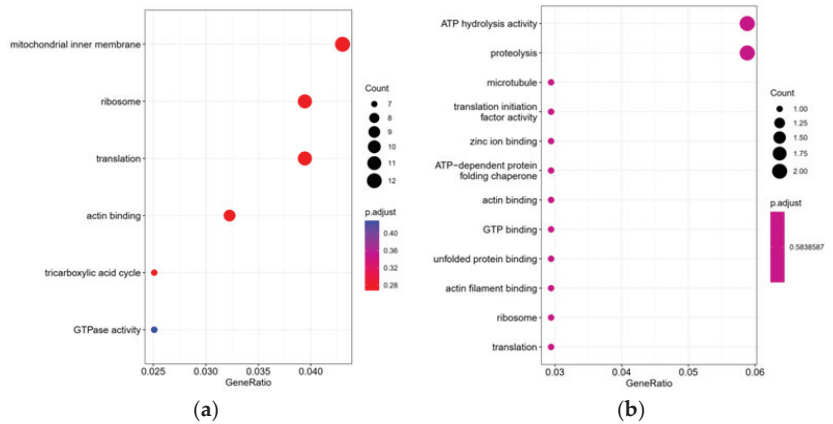 mitochondrial inner membrane
ribosome
translation
actin binding
tricarboxylic acid cycle
GTPase activity
0.025 0.030 0.035 0.040
GeneRatio
Count
7
8
9
10
11
12
p.adjust
0.40
0.36
0.32
0.28
(a)
ATP hydrolysis activity
proteolysis
microtubule
translation initiation
factor activity
zinc ion binding
ATP−dependent protein
folding chaperone
actin binding
GTP binding
unfolded protein binding
actin filament binding
ribosome
translation
0.03 0.04 0.05 0.06
GeneRatio
Count
1.00
1.25
1.50
1.75
2.00
p.adjust
0.5838587
(b)